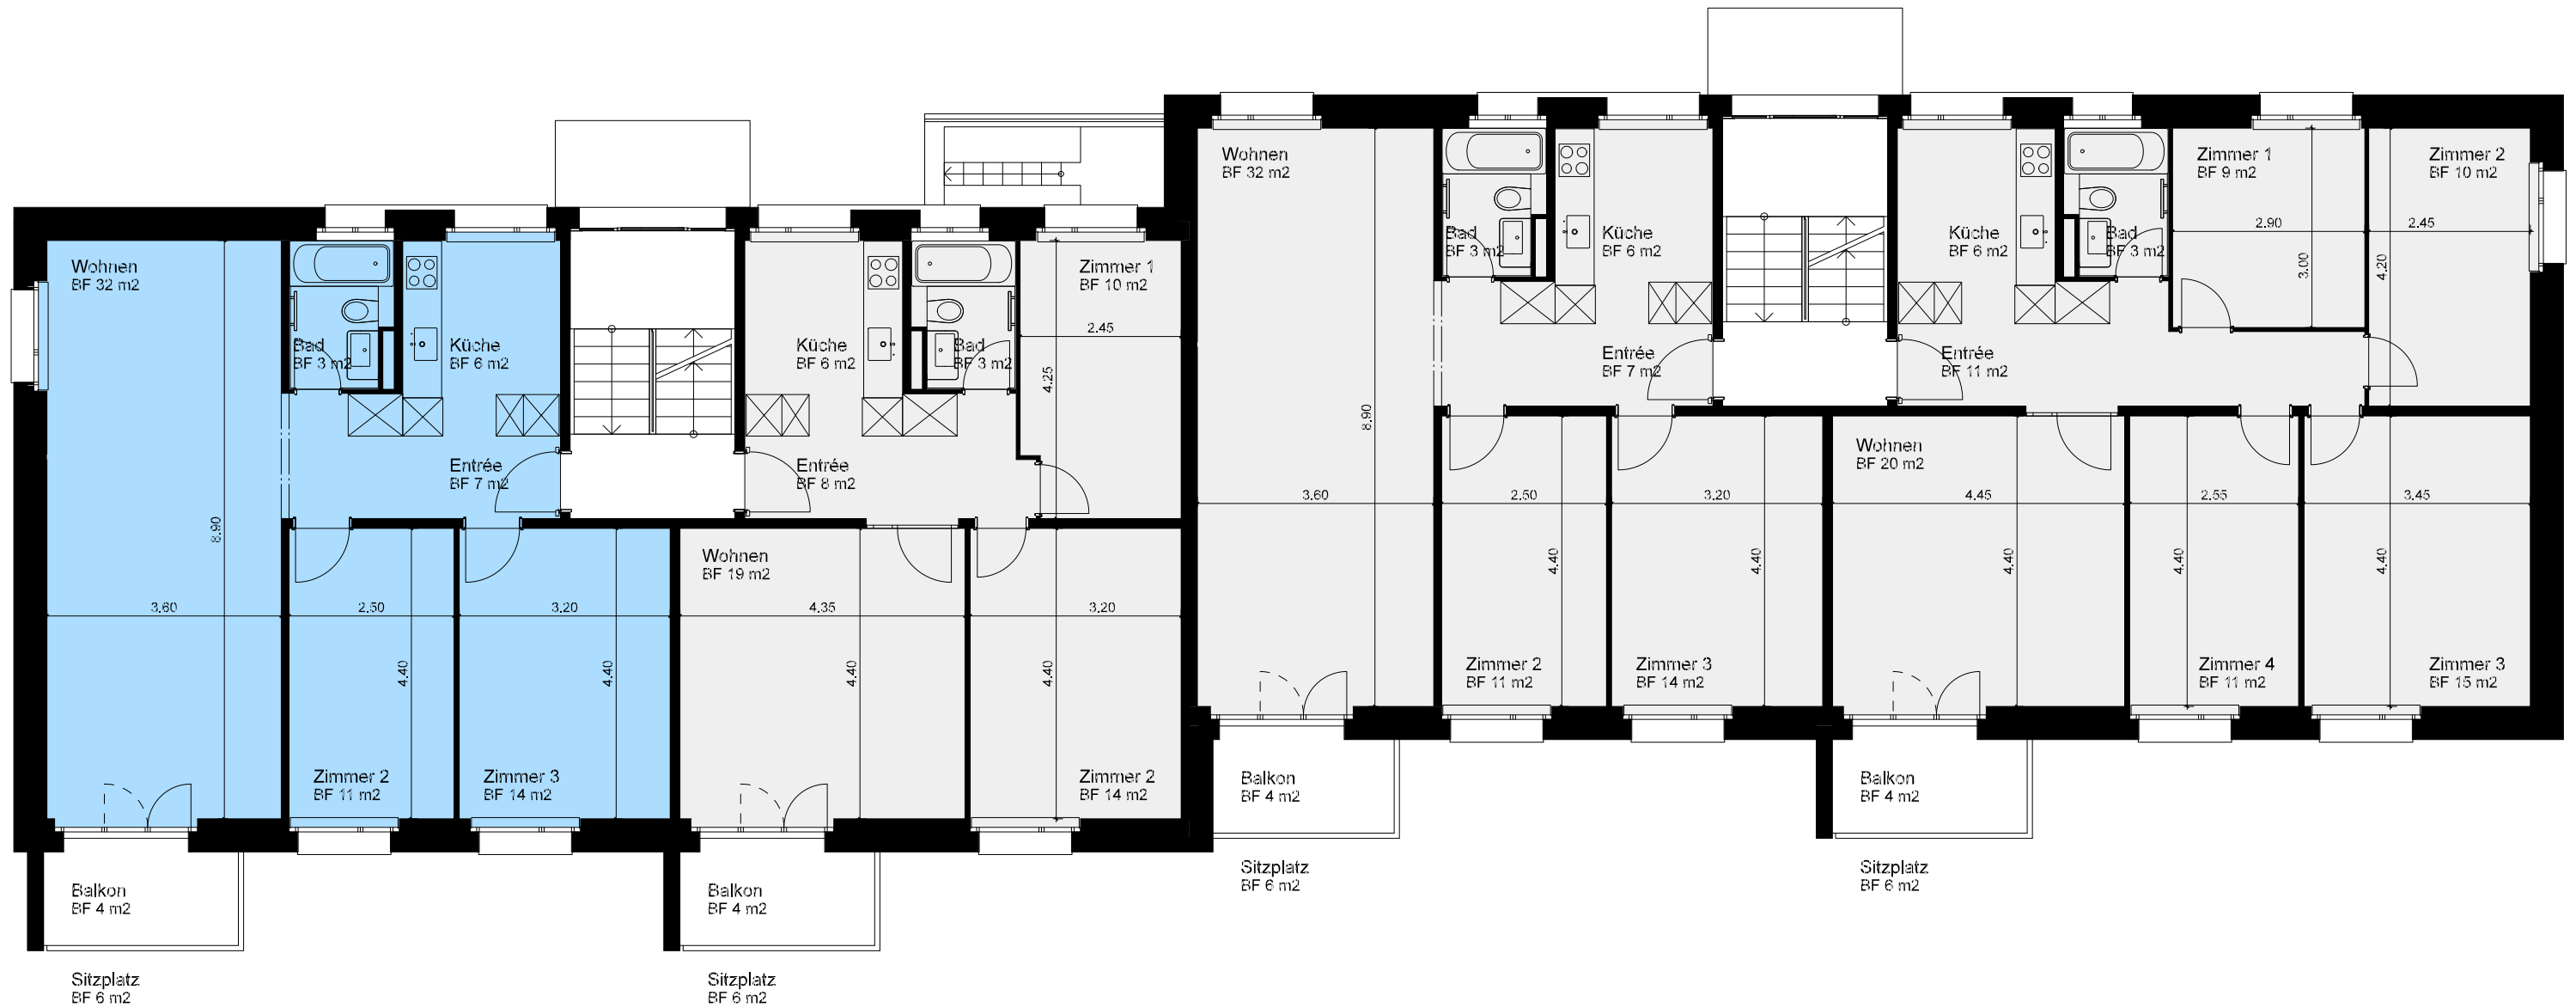 Wohnen
BF 32 m2
Bad
BF 3 m2
Küche
BF 6 m2
Entrée
BF 7 m2
8.90
3.60
2.50
3.20
4.40
4.40
Zimmer 2
BF 11 m2
Zimmer 3
BF 14 m2
Balkon
BF 4 m2
Sitzplatz
BF 6 m2
Küche
BF 6 m2
Bad
BF 3 m2
Zimmer 1
BF 10 m2
2.45
4.25
Entrée
BF 8 m2
Wohnen
BF 19 m2
4.35
3.20
4.40
4.40
Zimmer 2
BF 14 m2
Balkon
BF 4 m2
Sitzplatz
BF 6 m2
Wohnen
BF 32 m2
Bad
BF 3 m2
Küche
BF 6 m2
Entrée
BF 7 m2
8.90
3.60
2.50
3.20
4.40
4.40
Zimmer 2
BF 11 m2
Zimmer 3
BF 14 m2
Balkon
BF 4 m2
Sitzplatz
BF 6 m2
Küche
BF 6 m2
Bad
BF 3 m2
Zimmer 1
BF 9 m2
2.90
3.00
Zimmer 2
BF 10 m2
2.45
4.20
Entrée
BF 11 m2
Wohnen
BF 20 m2
4.45
2.55
3.45
4.40
4.40
4.40
Zimmer 4
BF 11 m2
Zimmer 3
BF 15 m2
Balkon
BF 4 m2
Sitzplatz
BF 6 m2